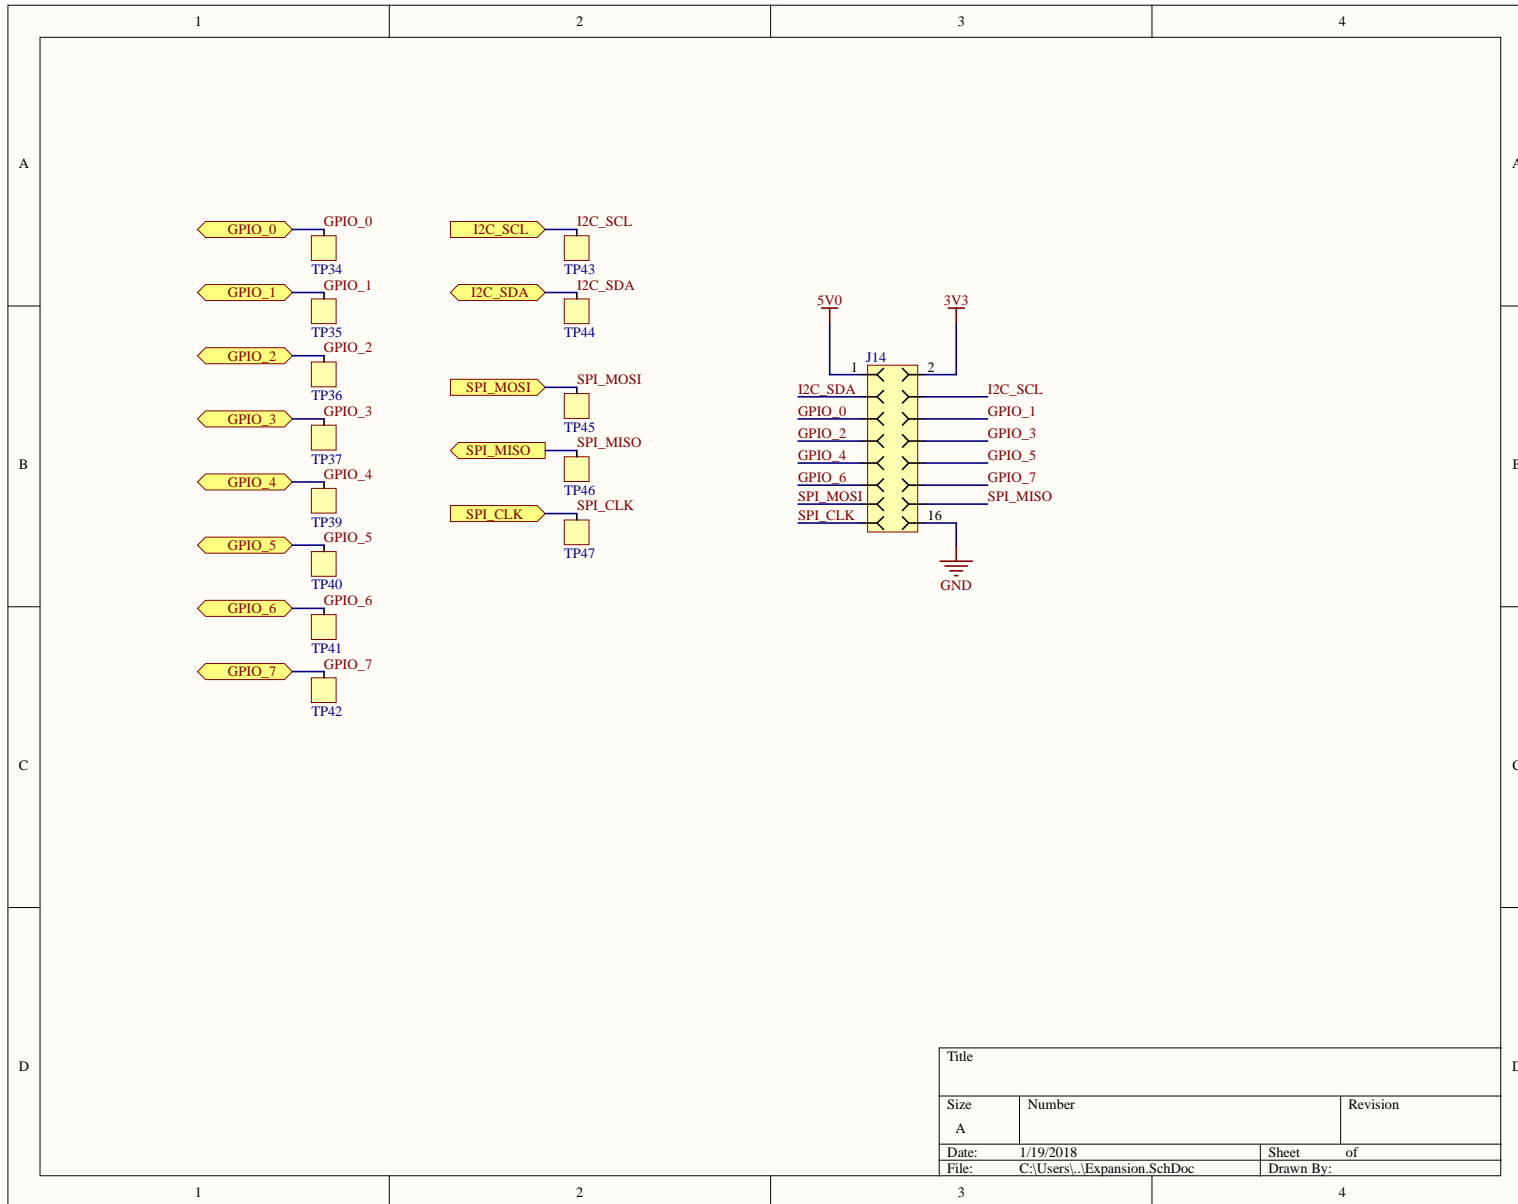 1 2 3 4
A A
GPIO_0 GPIO_0 I2C_SCL I2C_SCL
TP34 TP43
GPIO_1 GPIO_1 I2C_SDA I2C_SDA
TP35 TP44
5V0 3V3
GPIO_2 GPIO_2
TP36
SPI_MOSI SPI_MOSI
TP45
J14
1 2
I2C_SDA I2C_SCL
GPIO_0 GPIO_1
GPIO_2 GPIO_3
GPIO_4 GPIO_5
GPIO_6 GPIO_7
SPI_MOSI SPI_MISO
SPI_CLK 16
GND
GPIO_3 GPIO_3
TP37
SPI_MISO SPI_MISO
TP46
B B
GPIO_4 GPIO_4
TP39
SPI_CLK SPI_CLK
TP47
GPIO_5 GPIO_5
TP40
GPIO_6 GPIO_6
TP41
GPIO_7 GPIO_7
TP42
C C
D D
Title
Size Number Revision
A
Date: 1/19/2018 Sheet of
File: C:\Users\..\Expansion.SchDoc Drawn By:
1 2 3 4